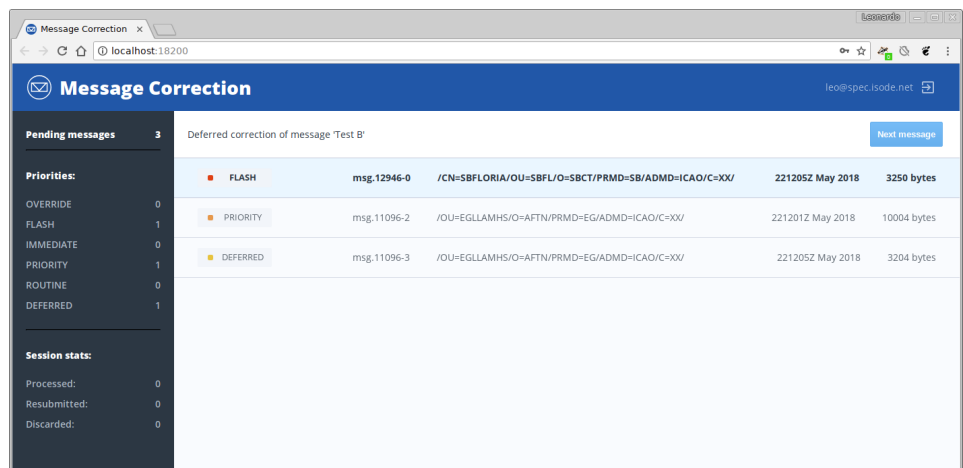 Leonardo
Message Correction
localhost:18200
Message Correction
leo@spec.isode.net
Pending messages 3
Priorities:
OVERRIDE 0
FLASH 1
IMMEDIATE 0
PRIORITY 1
ROUTINE 0
DEFERRED 1
Session stats:
Processed: 0
Resubmitted: 0
Discarded: 0
Deferred correction of message 'Test B'
Next message
FLASH msg.12946-0 /CN=SBFLORIA/OU=SBFL/O=SBCT/PRMD=SB/ADMD=ICAO/C=XX/ 221205Z May 2018 3250 bytes
PRIORITY msg.11096-2 /OU=EGLLAMHS/O=AFTN/PRMD=EG/ADMD=ICAO/C=XX/ 221201Z May 2018 10004 bytes
DEFERRED msg.11096-3 /OU=EGLLAMHS/O=AFTN/PRMD=EG/ADMD=ICAO/C=XX/ 221205Z May 2018 3204 bytes